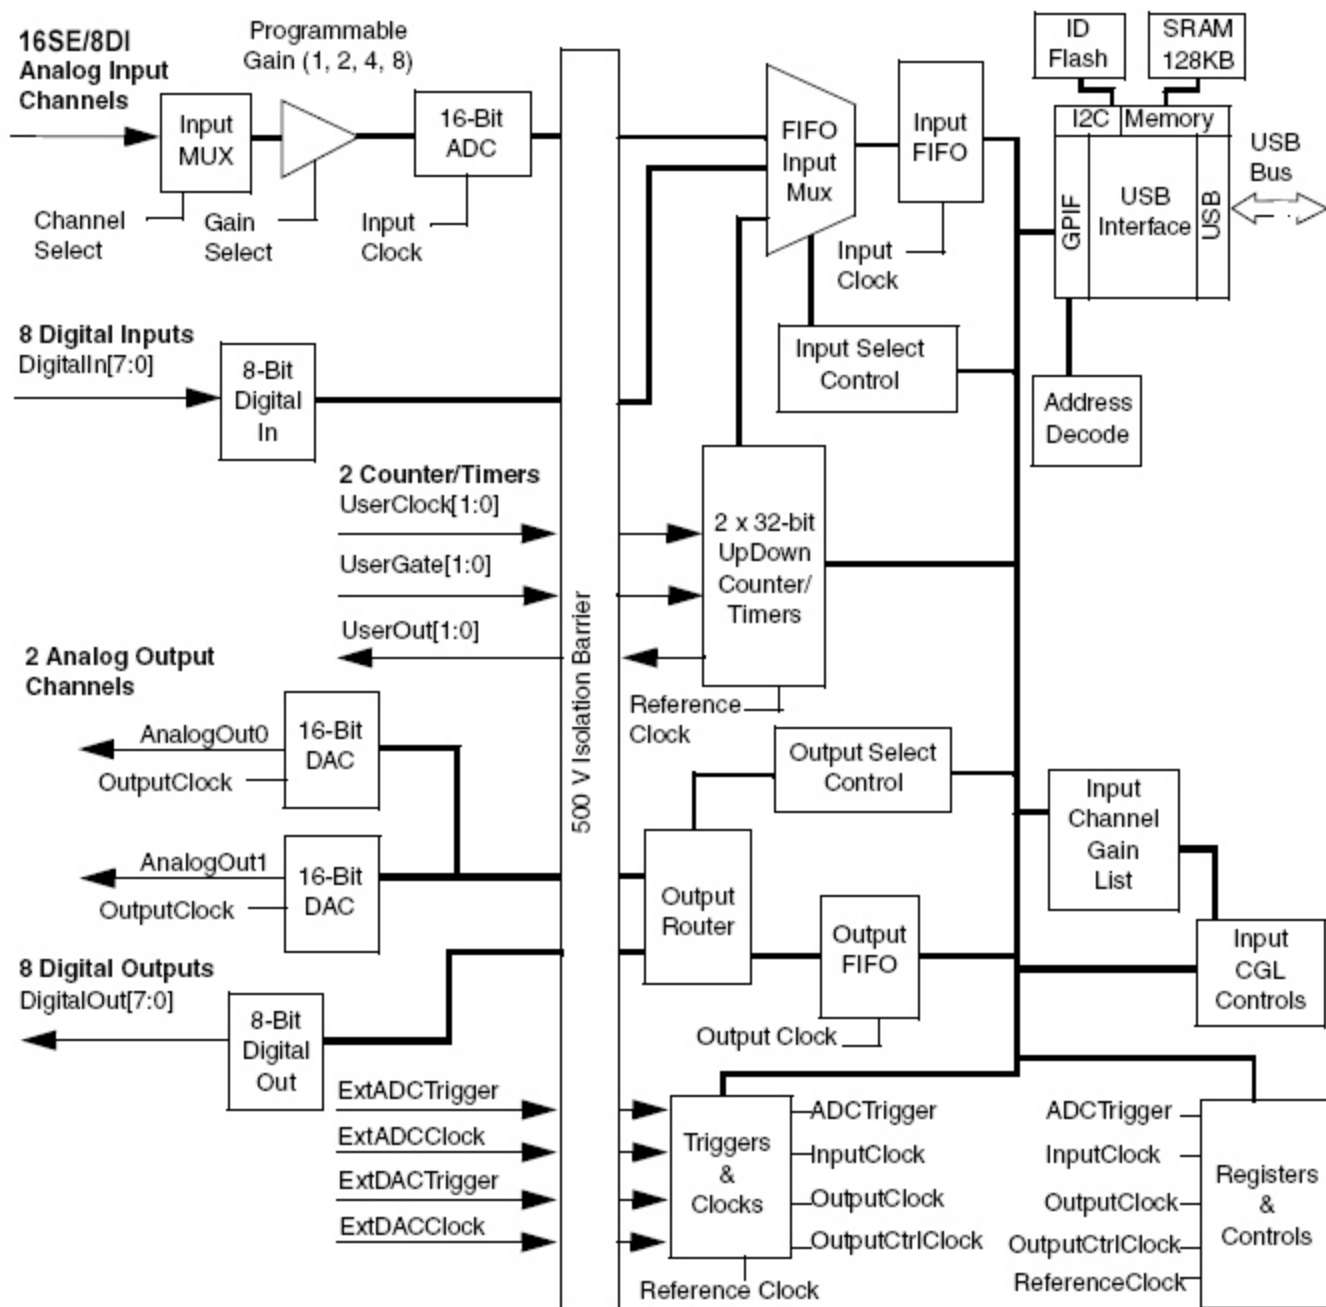 16SE/8DI
Analog Input
Channels
Programmable
Gain (1, 2, 4, 8)
Input
MUX
16-Bit
ADC
Channel
Select
Gain
Select
Input
Clock
FIFO
Input
Mux
Input
FIFO
Input
Clock
ID
Flash
SRAM
128KB
I2C
Memory
GPIF
USB
Interface
USB
USB
Bus
8 Digital Inputs
DigitalIn[7:0]
8-Bit
Digital
In
Input Select
Control
Address
Decode
2 Counter/Timers
UserClock[1:0]
UserGate[1:0]
UserOut[1:0]
2 x 32-bit
UpDown
Counter/
Timers
Reference
Clock
500 V Isolation Barrier
2 Analog Output
Channels
AnalogOut0
OutputClock
16-Bit
DAC
AnalogOut1
OutputClock
16-Bit
DAC
Output Select
Control
Output
Router
Output
FIFO
Output Clock
Input
Channel
Gain
List
Input
CGL
Controls
8 Digital Outputs
DigitalOut[7:0]
8-Bit
Digital
Out
ExtADCTrigger
ExtADCClock
ExtDACTrigger
ExtDACClock
Triggers
&
Clocks
ADCTrigger
InputClock
OutputClock
OutputCtrlClock
Reference Clock
ADCTrigger
InputClock
OutputClock
OutputCtrlClock
ReferenceClock
Registers
&
Controls